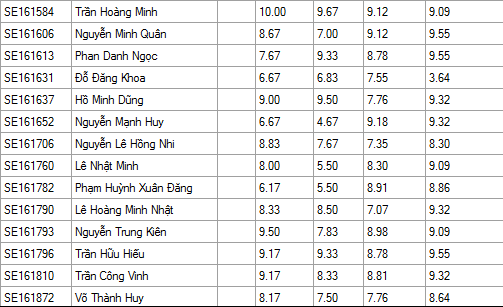 SE161584 Trần Hoàng Minh 10.00 9.67 9.12 9.09
SE161606 Nguyễn Minh Quân 8.67 7.00 9.12 9.55
SE161613 Phan Danh Ngọc 7.67 9.33 8.78 9.55
SE161631 Đỗ Đăng Khoa 6.67 6.83 7.55 3.64
SE161637 Hồ Minh Dũng 9.00 9.50 7.76 9.32
SE161652 Nguyễn Mạnh Huy 6.67 4.67 9.18 9.32
SE161706 Nguyễn Lê Hồng Nhi 8.83 7.67 7.35 8.30
SE161760 Lê Nhật Minh 8.00 5.50 8.30 9.09
SE161782 Phạm Huỳnh Xuân Đăng 6.17 5.50 8.91 8.86
SE161790 Lê Hoàng Minh Nhật 8.33 8.50 7.07 9.32
SE161793 Nguyễn Trung Kiên 9.50 7.83 8.98 9.09
SE161796 Trần Hữu Hiếu 9.17 9.33 8.78 9.55
SE161810 Trần Công Vinh 9.17 8.33 8.81 9.32
SE161872 Võ Thành Huy 8.17 7.50 7.76 8.64